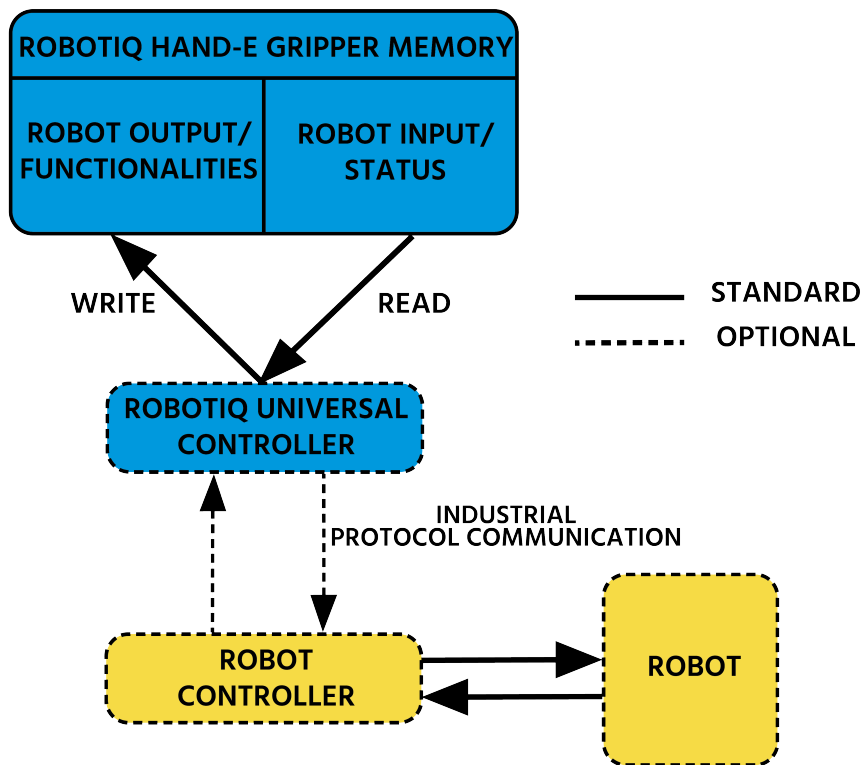 ROBOTIQ HAND-E GRIPPER MEMORY
ROBOT OUTPUT/
FUNCTIONALITIES
ROBOT INPUT/
STATUS
WRITE
READ
STANDARD
OPTIONAL
ROBOTIQ UNIVERSAL
CONTROLLER
INDUSTRIAL
PROTOCOL COMMUNICATION
ROBOT
CONTROLLER
ROBOT